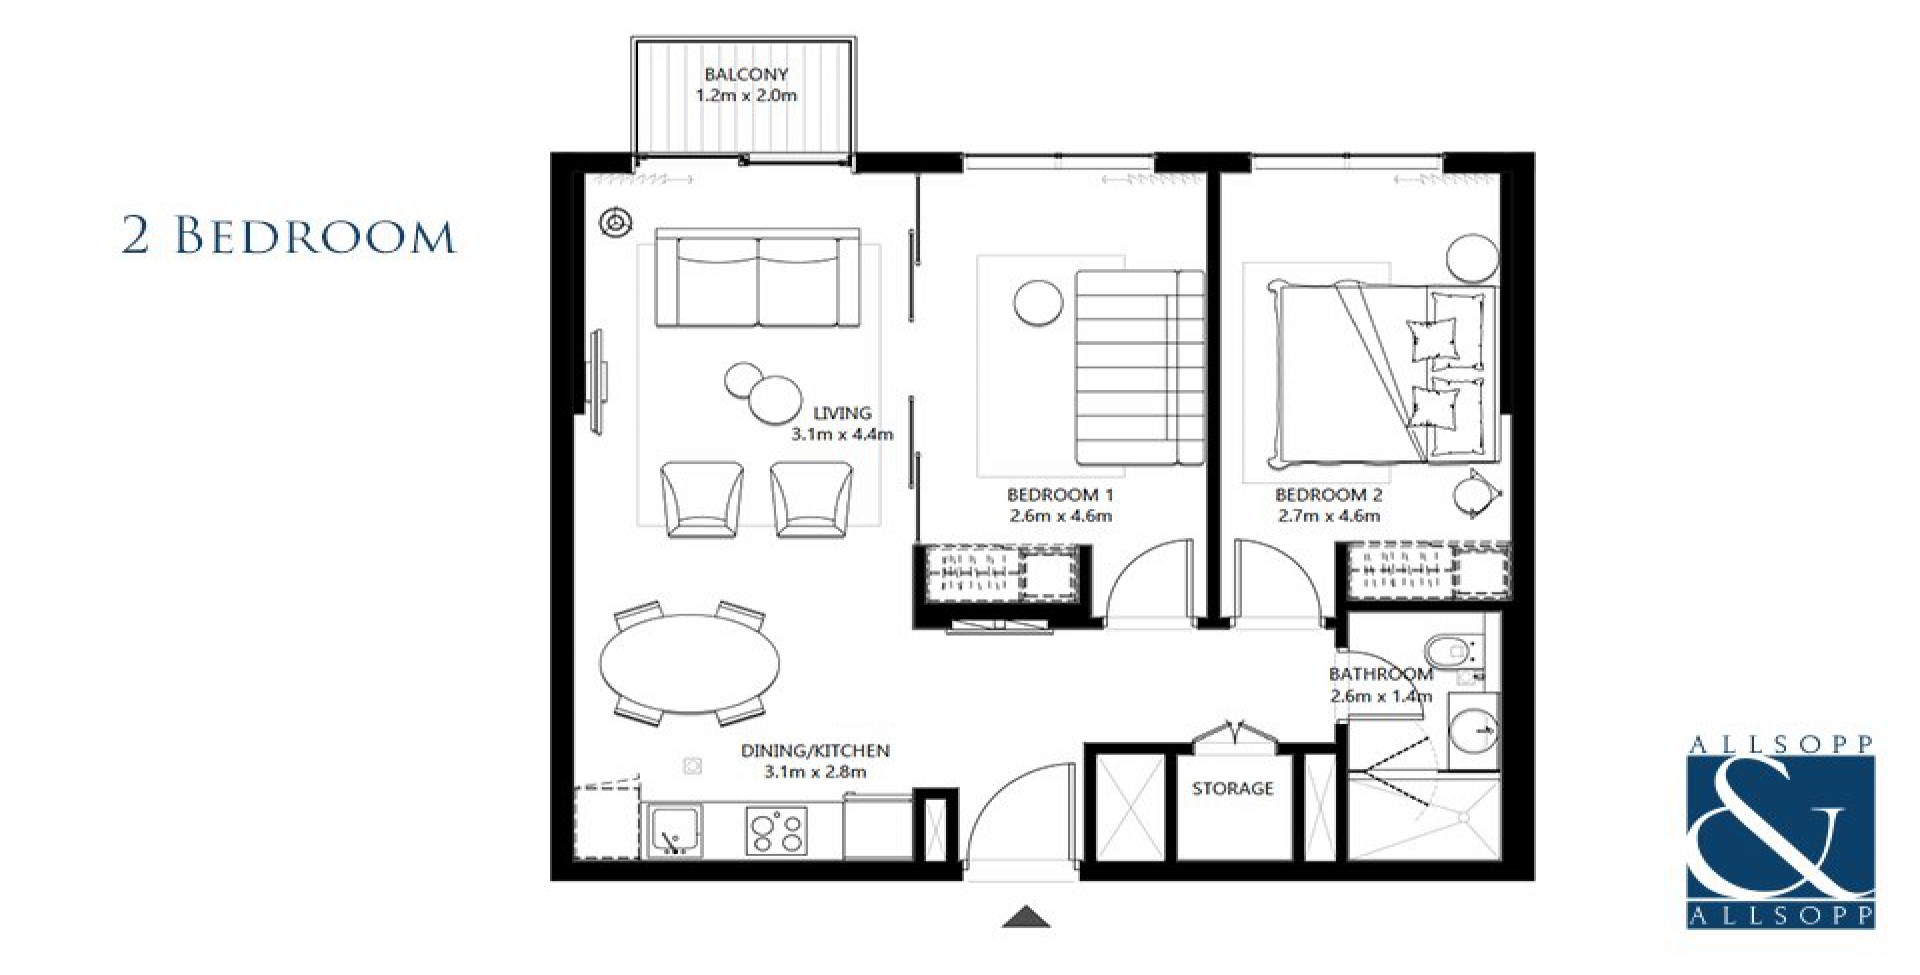 BALCONY
1.2m x 2.0m
2 BEDROOM
LIVING
3.1m x 4.4m
BEDROOM 1
2.6m x 4.6m
BEDROOM 2
2.7m x 4.6m
BATHROOM
2.6m x 1.4m
DINING/KITCHEN
3.1m x 2.8m
STORAGE
ALLSOPP
&
ALLSOPP